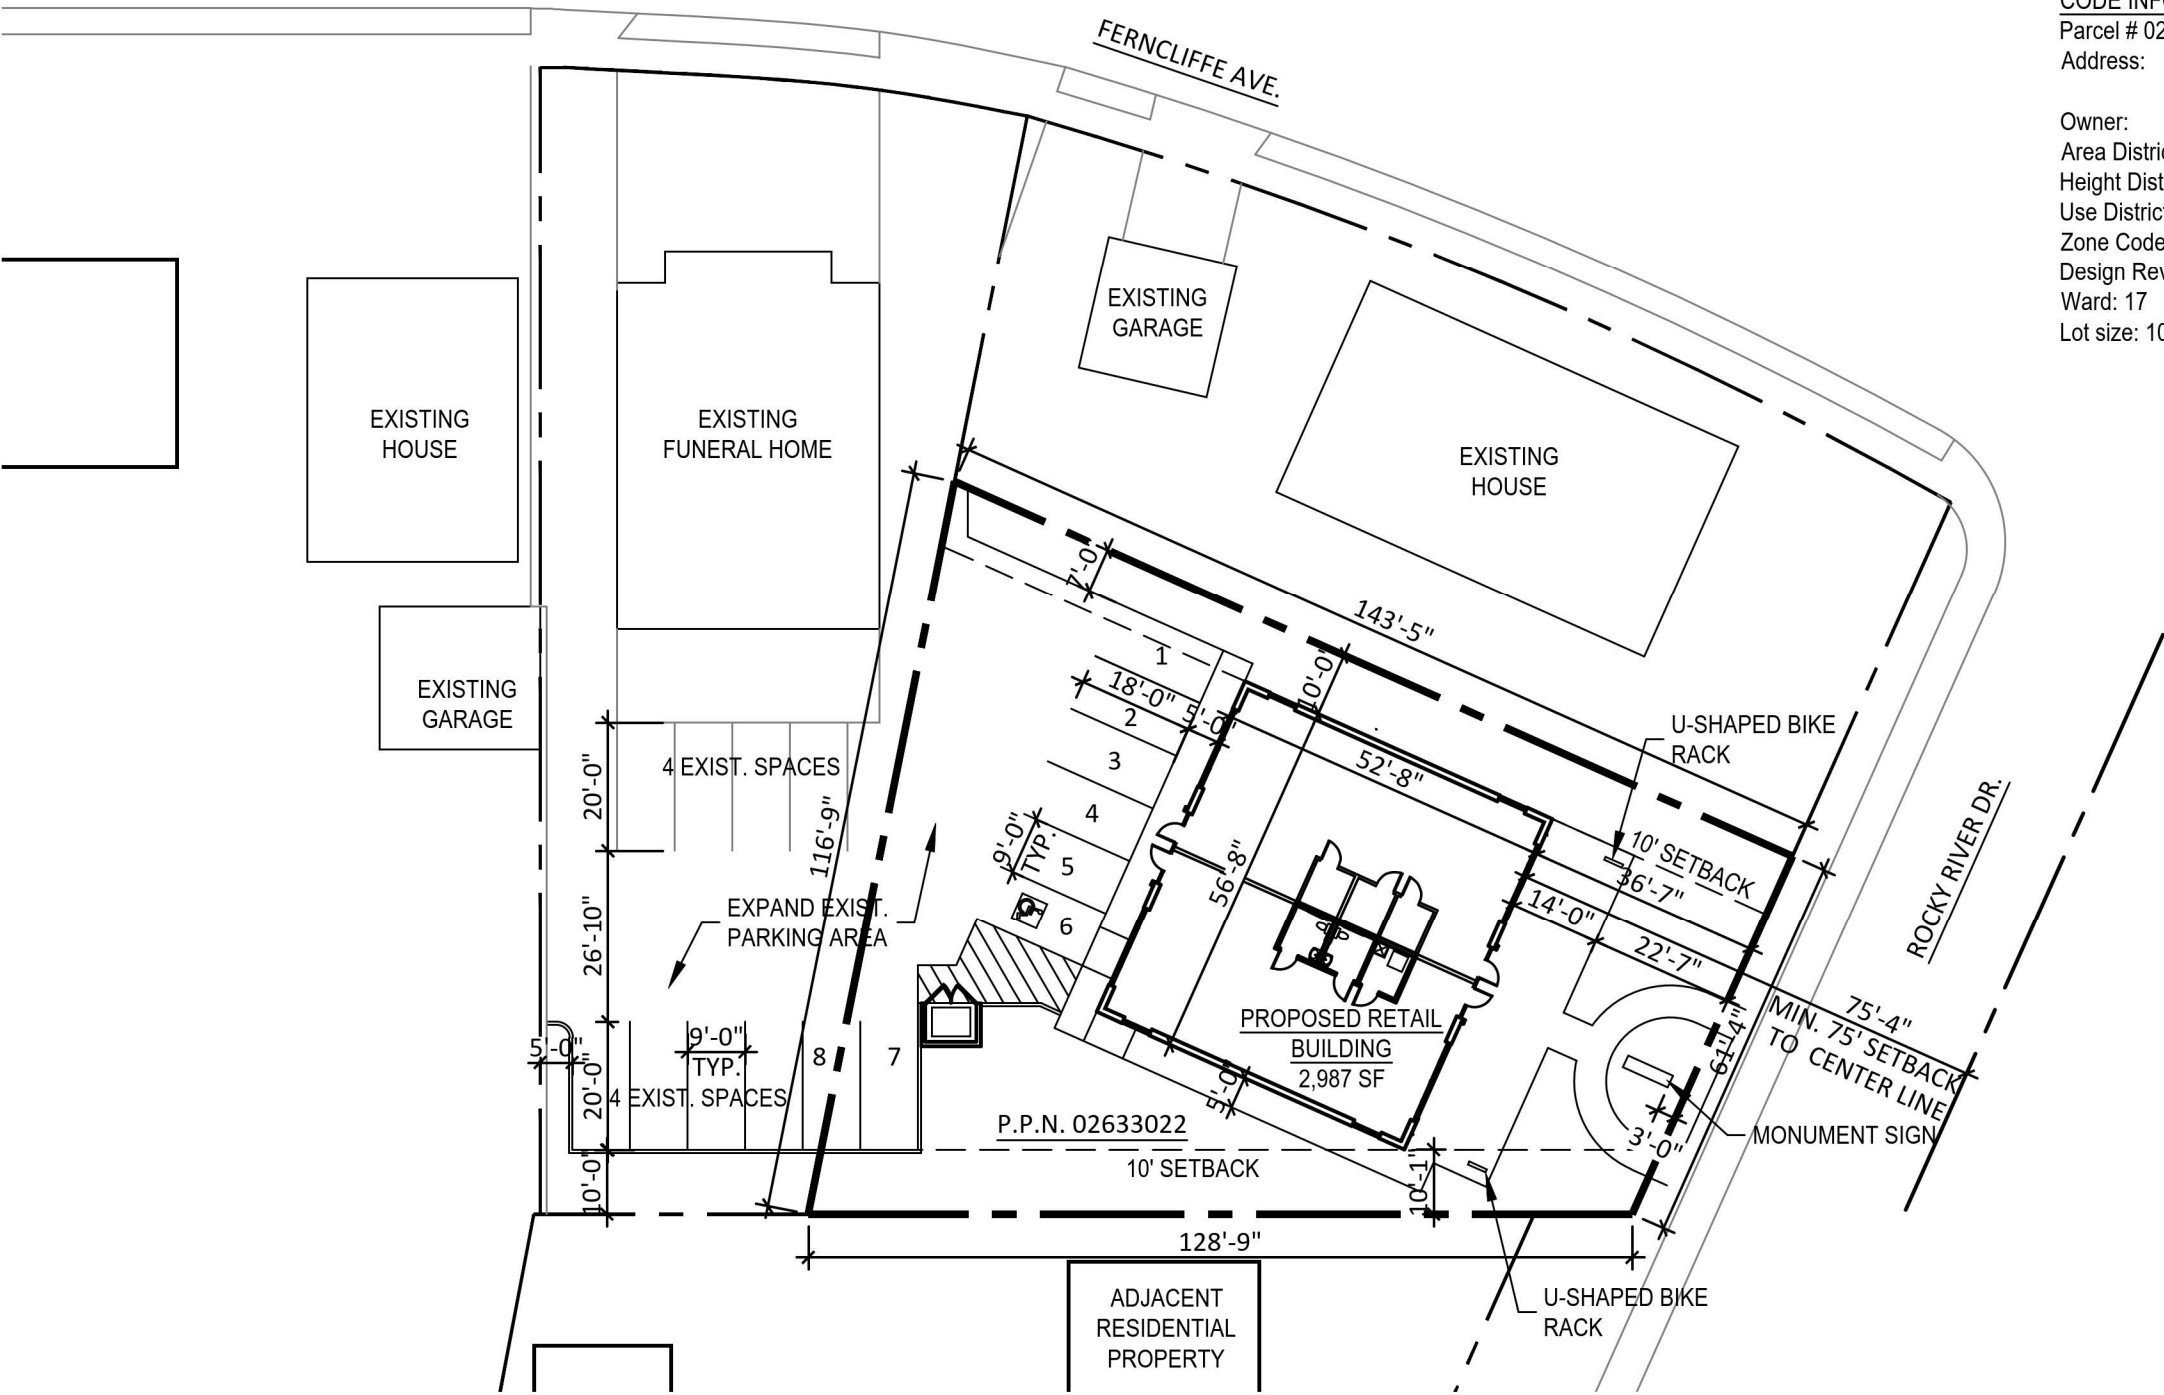 CODE INF
Parcel # 02
Address:
Owner:
Area Distric
Height Dist
Use District
Zone Code
Design Rev
Ward: 17
Lot size: 10
FERNCLIFFE AVE.
EXISTING
GARAGE
EXISTING
HOUSE
EXISTING
FUNERAL HOME
EXISTING
HOUSE
EXISTING
GARAGE
7'-0"
143'-5"
1
18'-0"
5'-0"
10'-0"
2
3
4
5
6
9'-0"
TYP.
52'-8"
56'-8"
U-SHAPED BIKE
RACK
10' SETBACK
36'-7"
14'-0"
22'-7"
ROCKY RIVER DR.
4 EXIST. SPACES
20'-0"
116'-9"
26'-10"
EXPAND EXIST.
PARKING AREA
75'-4"
MIN. 75' SETBACK
TO CENTER LINE
61'-14"
5'-0"
9'-0"
TYP.
8
7
4 EXIST. SPACES
20'-0"
10'-0"
PROPOSED RETAIL
BUILDING
2,987 SF
5'-0"
P.P.N. 02633022
10' SETBACK
10'-1"
3'-0"
MONUMENT SIGN
128'-9"
ADJACENT
RESIDENTIAL
PROPERTY
U-SHAPED BIKE
RACK